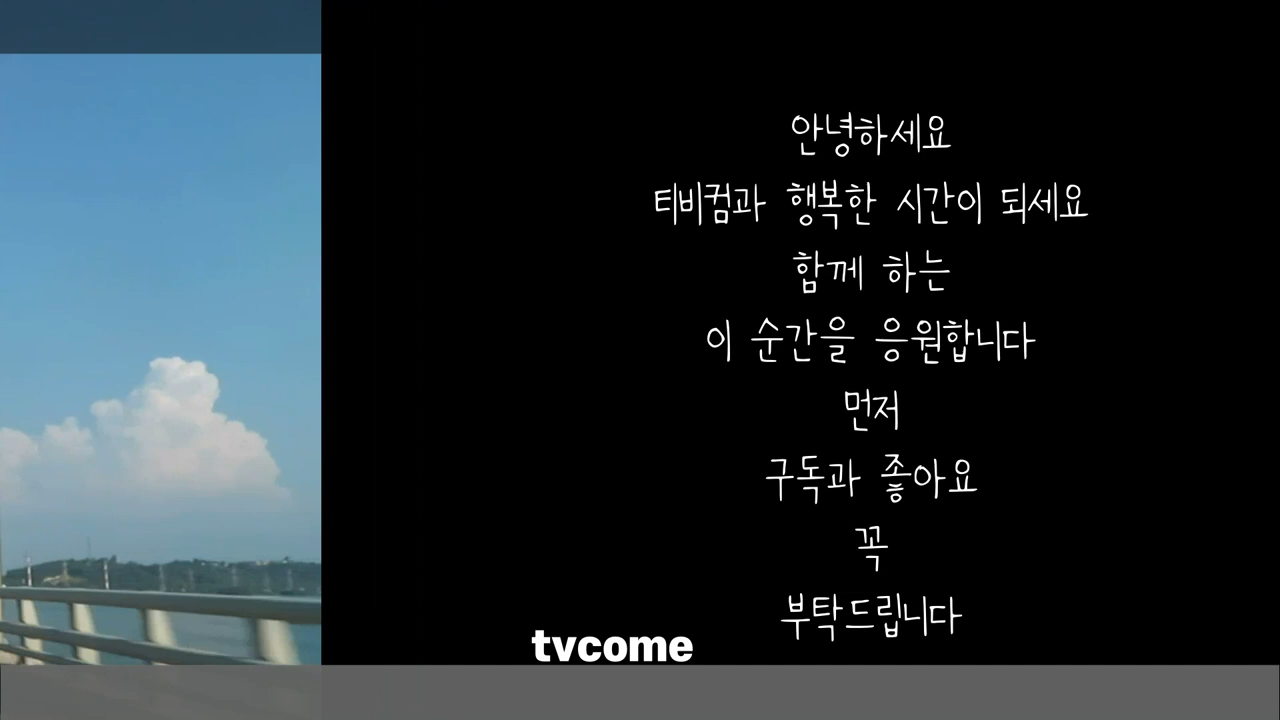 안녕하세요
티비컴과 행복한 시간이 되세요
함께 하는
이 순간을 응원합니다
먼저
구독과 좋아요
꼭
부탁드립니다
tvcome